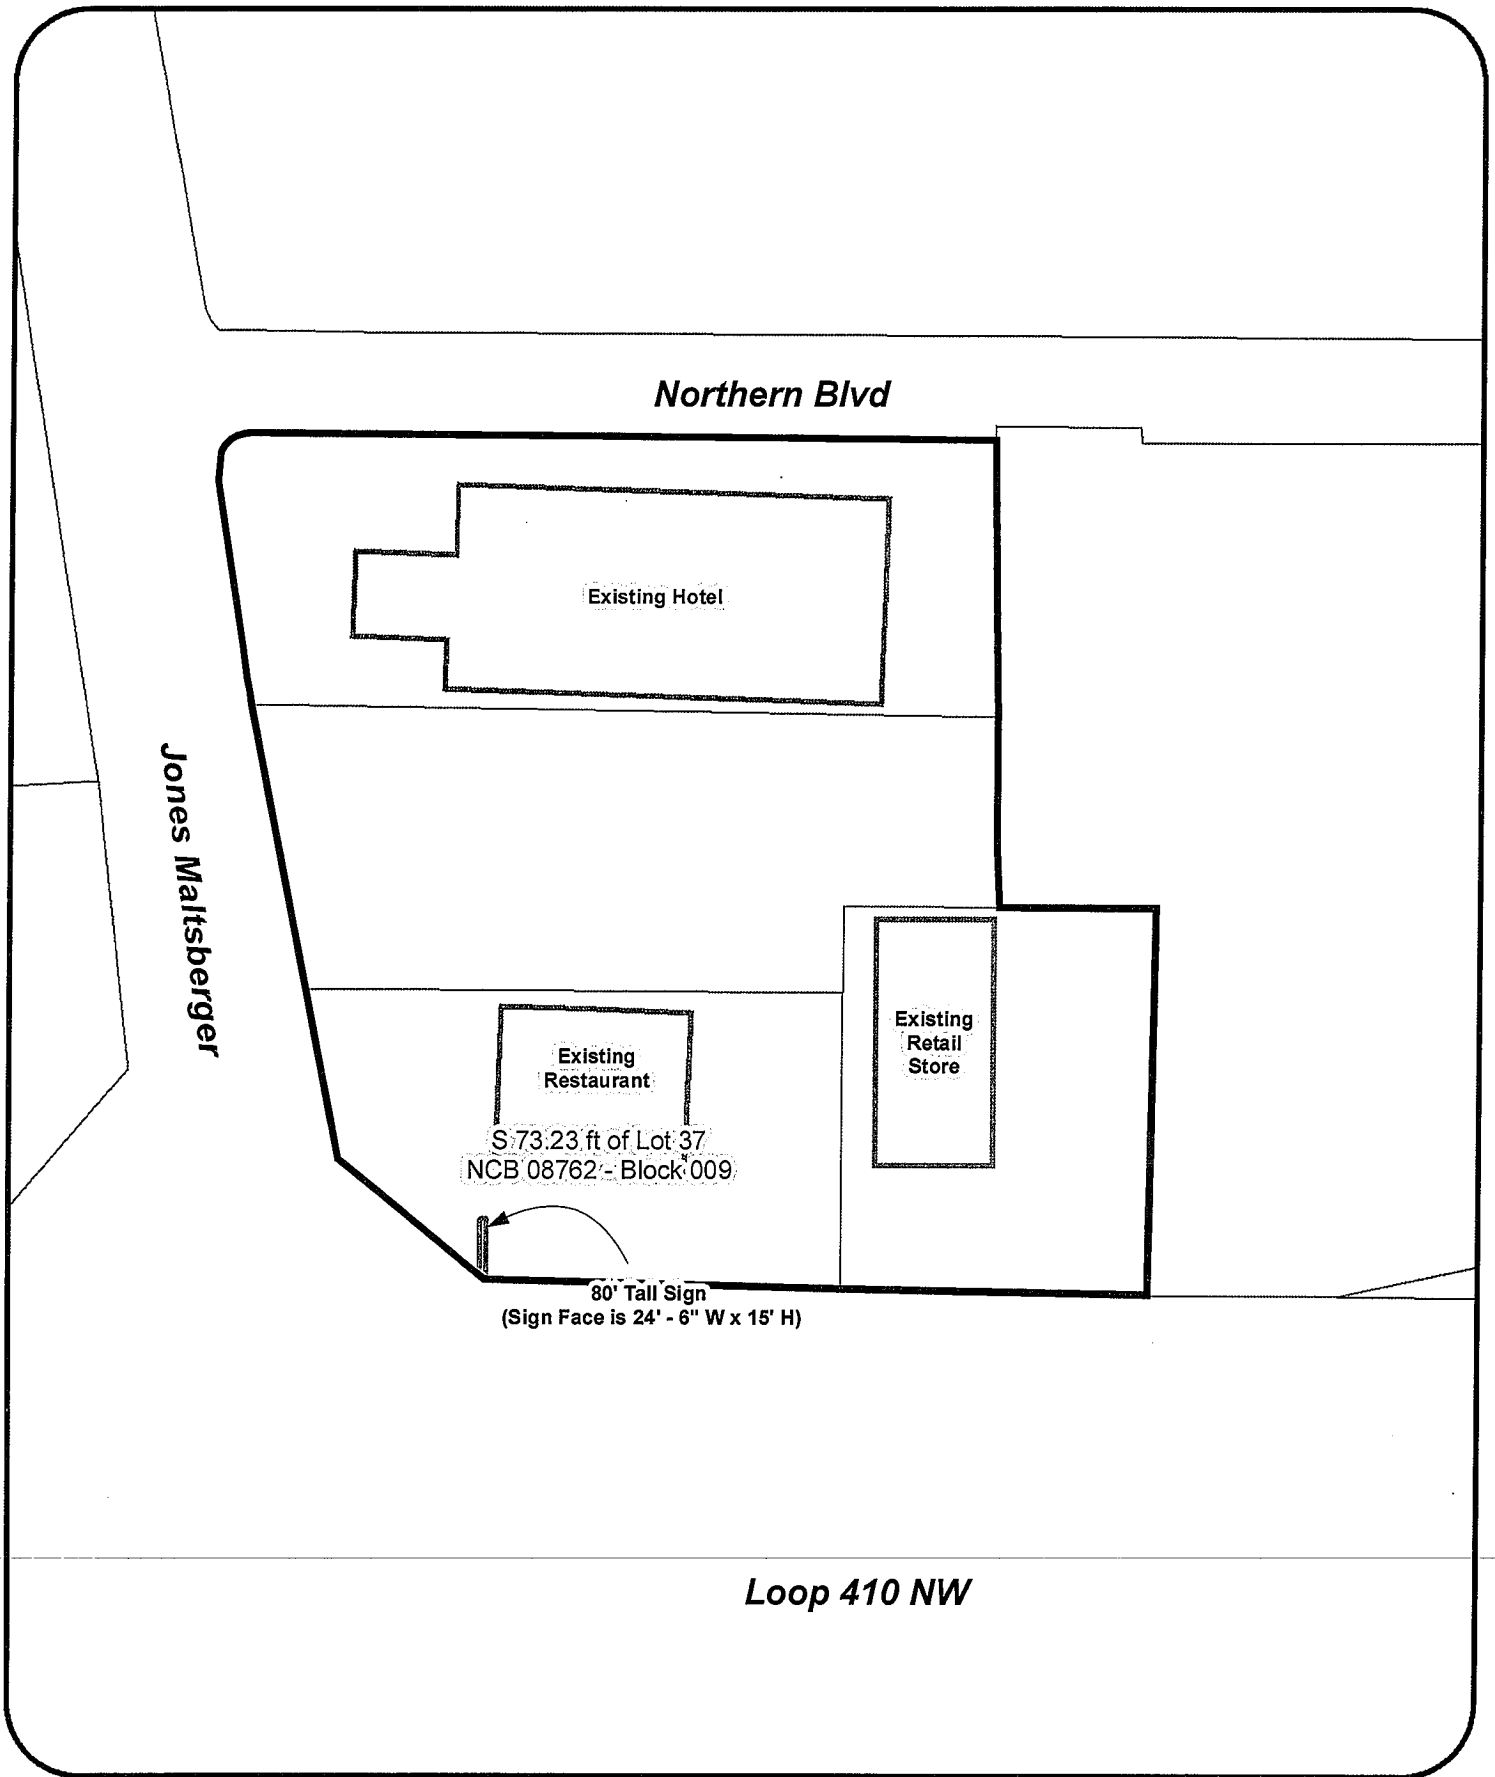 Northern Blvd
Existing Hotel
Jones Maltsberger
Existing
Retail
Store
Existing
Restaurant
S 73.23 ft of Lot 37
NCB 08762 - Block 009
80' Tall Sign
(Sign Face is 24' - 6" W x 15' H)
Loop 410 NW